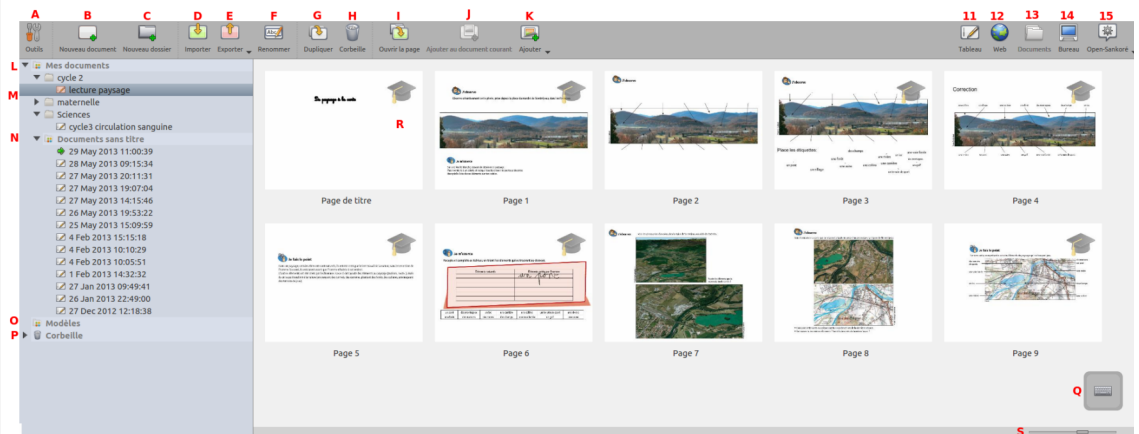 A B C D E F G H I J K 11 12 13 14 15
Outils Nouveau document Nouveau dossier Importer Exporter Renommer Dupliquer Corbeille Ouvrir la page Ajouter au document courant Ajouter Tableau Web Documents Bureau Open-Sankoré
L Mes documents
cycle 2
M lecture paysage
maternelle
Sciences
cycle3 circulation sanguine
N Documents sans titre
29 May 2013 11:00:39
28 May 2013 09:15:34
27 May 2013 20:11:31
27 May 2013 19:07:04
27 May 2013 14:15:46
26 May 2013 19:53:22
25 May 2013 15:09:59
4 Feb 2013 15:15:18
4 Feb 2013 10:10:29
4 Feb 2013 10:05:51
1 Feb 2013 14:32:32
27 Jan 2013 09:49:41
26 Jan 2013 22:49:00
27 Dec 2012 12:18:38
O Modèles
P Corbeille
R
Correction
Place les étiquettes:
Page de titre Page 1 Page 2 Page 3 Page 4
Page 5 Page 6 Page 7 Page 8 Page 9
Q
S